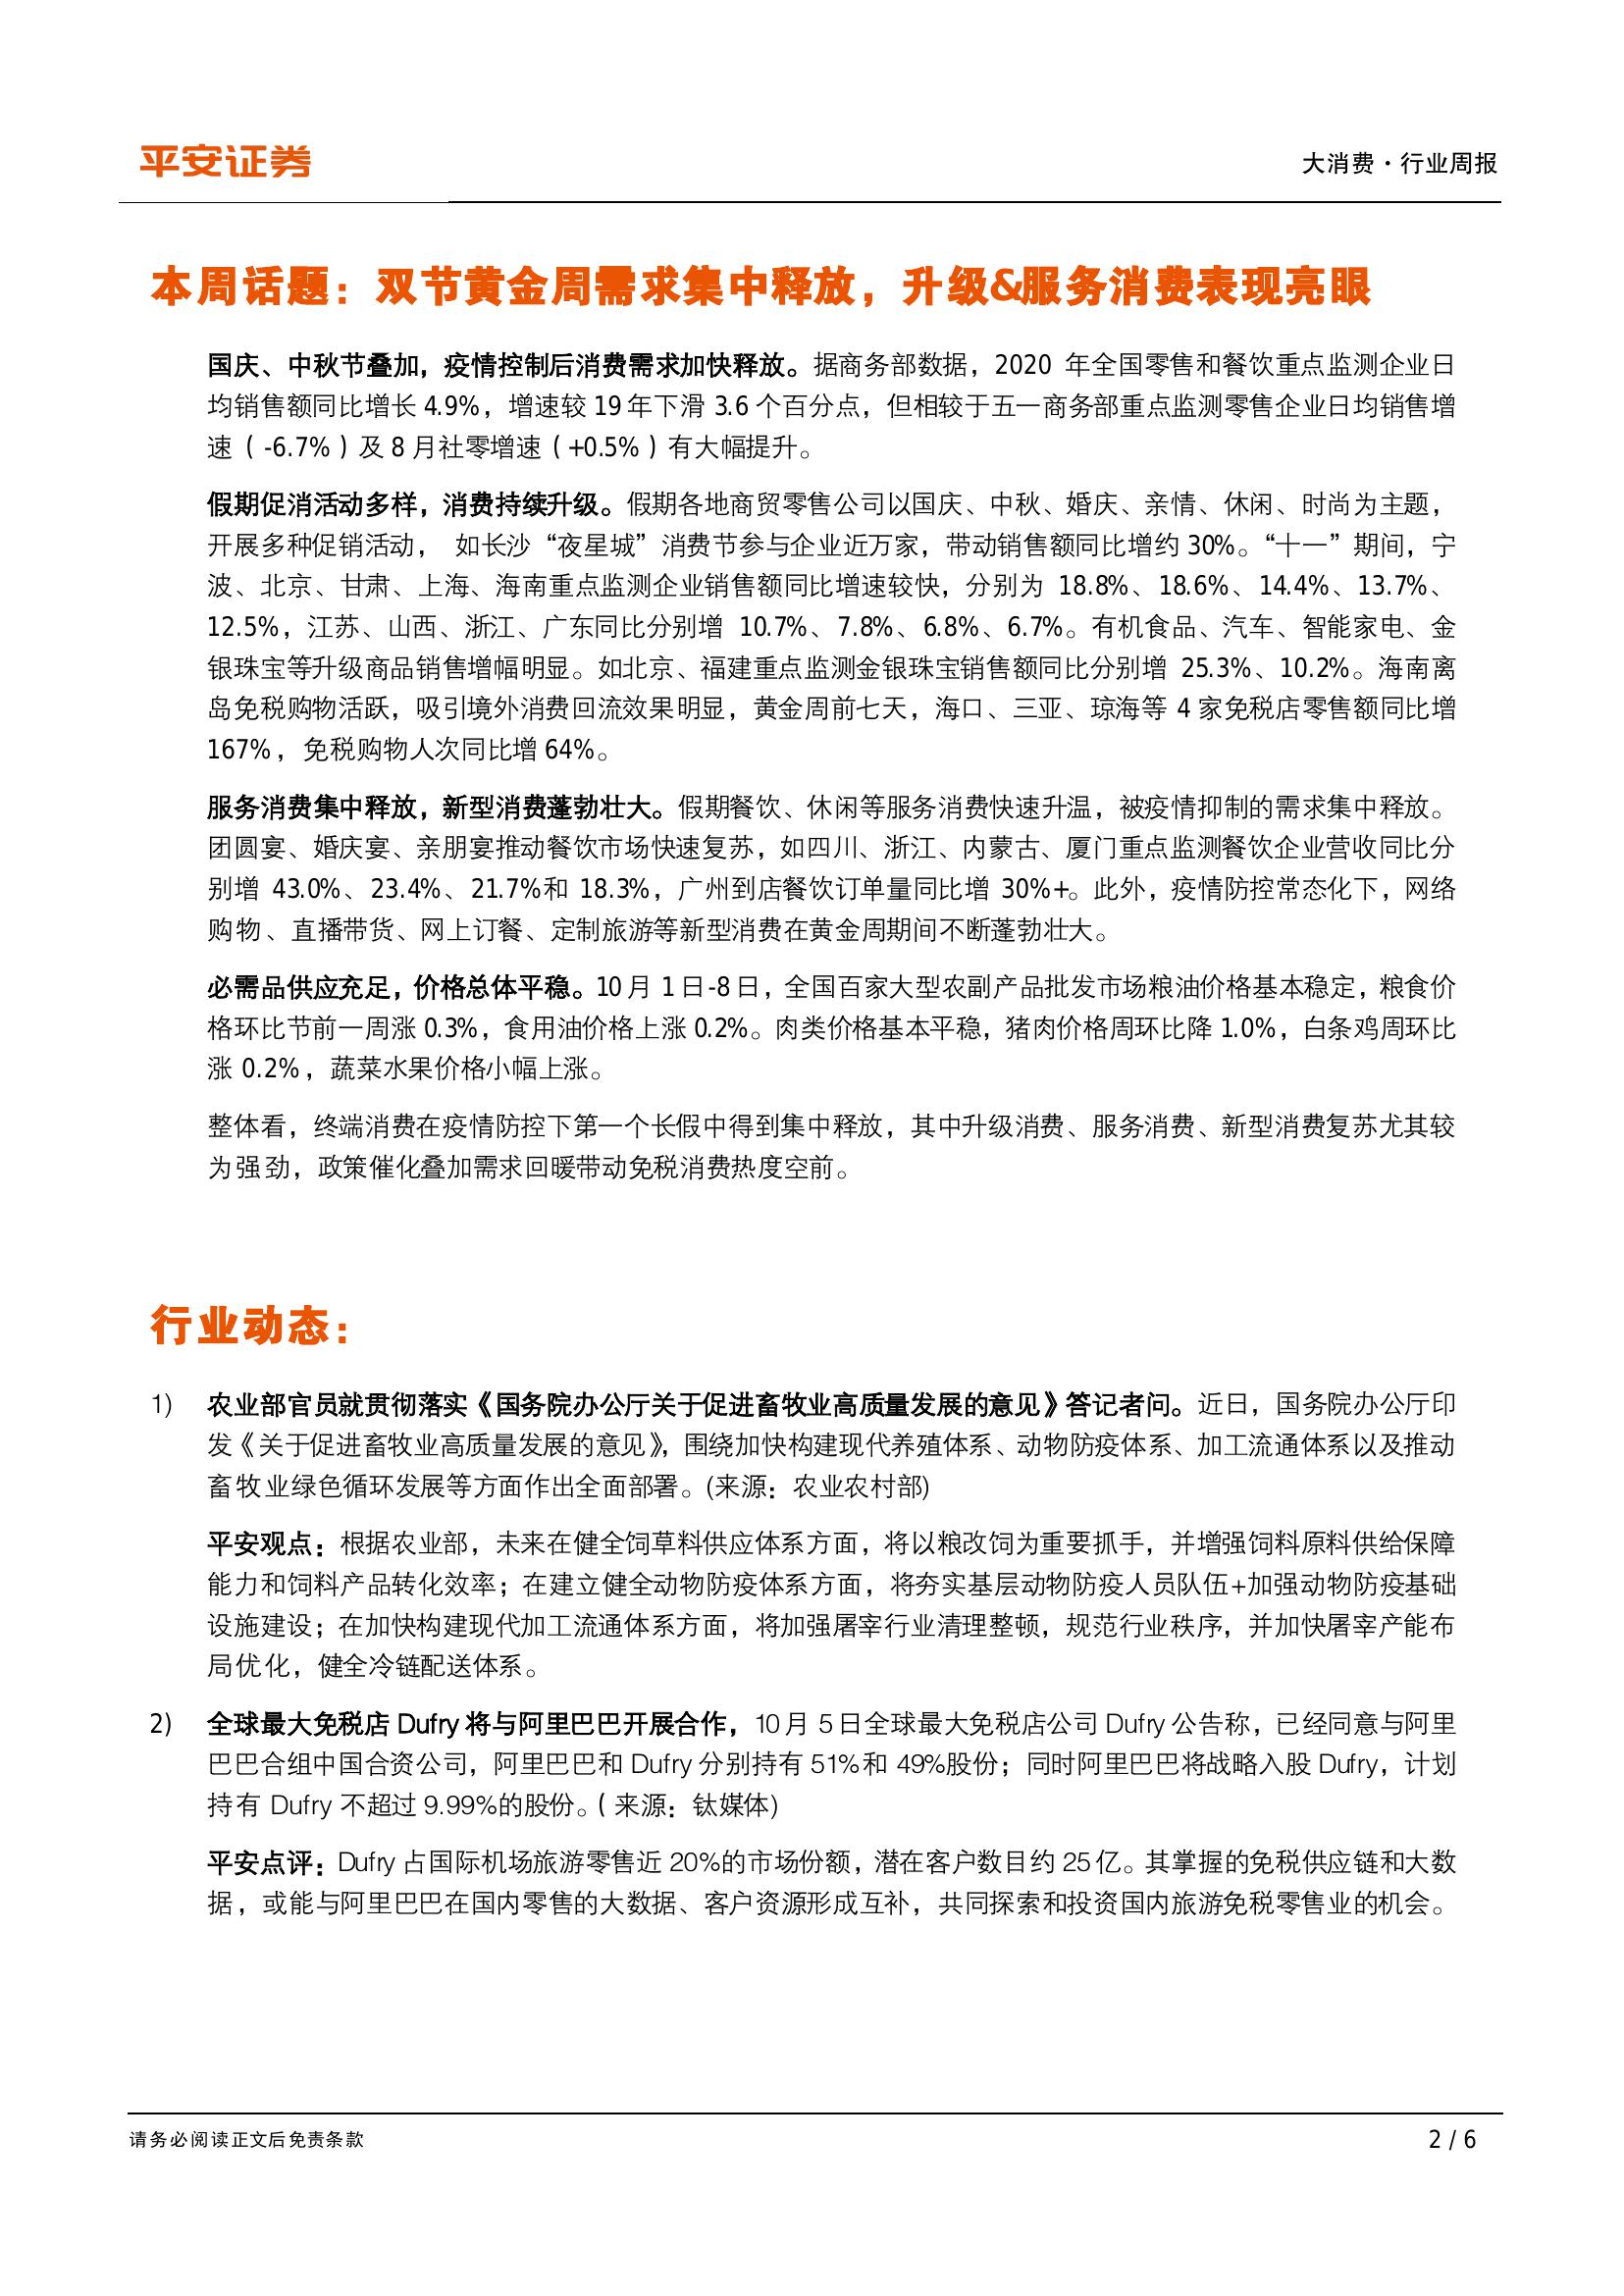 平安证券
大消费·行业周报
本周话题：双节黄金周需求集中释放，升级&服务消费表现亮眼
国庆、中秋节叠加，疫情控制后消费需求加快释放。据商务部数据，2020 年全国零售和餐饮重点监测企业日
均销售额同比增长 4.9%，增速较 19 年下滑 3.6 个百分点，但相较于五一商务部重点监测零售企业日均销售增
速（-6.7%）及 8 月社零增速（+0.5%）有大幅提升。
假期促消活动多样，消费持续升级。假期各地商贸零售公司以国庆、中秋、婚庆、亲情、休闲、时尚为主题，
开展多种促销活动， 如长沙“夜星城”消费节参与企业近万家，带动销售额同比增约 30%。“十一”期间，宁
波、北京、甘肃、上海、海南重点监测企业销售额同比增速较快，分别为 18.8%、18.6%、14.4%、13.7%、
12.5%，江苏、山西、浙江、广东同比分别增 10.7%、7.8%、6.8%、6.7%。有机食品、汽车、智能家电、金
银珠宝等升级商品销售增幅明显。如北京、福建重点监测金银珠宝销售额同比分别增 25.3%、10.2%。海南离
岛免税购物活跃，吸引境外消费回流效果明显，黄金周前七天，海口、三亚、琼海等 4 家免税店零售额同比增
167%，免税购物人次同比增 64%。
服务消费集中释放，新型消费蓬勃壮大。假期餐饮、休闲等服务消费快速升温，被疫情抑制的需求集中释放。
团圆宴、婚庆宴、亲朋宴推动餐饮市场快速复苏，如四川、浙江、内蒙古、厦门重点监测餐饮企业营收同比分
别增 43.0%、23.4%、21.7%和 18.3%，广州到店餐饮订单量同比增 30%+。此外，疫情防控常态化下，网络
购物、直播带货、网上订餐、定制旅游等新型消费在黄金周期间不断蓬勃壮大。
必需品供应充足，价格总体平稳。10 月 1 日-8 日，全国百家大型农副产品批发市场粮油价格基本稳定，粮食价
格环比节前一周涨 0.3%，食用油价格上涨 0.2%。肉类价格基本平稳，猪肉价格周环比降 1.0%，白条鸡周环比
涨 0.2%，蔬菜水果价格小幅上涨。
整体看，终端消费在疫情防控下第一个长假中得到集中释放，其中升级消费、服务消费、新型消费复苏尤其较
为强劲，政策催化叠加需求回暖带动免税消费热度空前。
行业动态：
1) 农业部官员就贯彻落实《国务院办公厅关于促进畜牧业高质量发展的意见》答记者问。近日，国务院办公厅印
发《关于促进畜牧业高质量发展的意见》，围绕加快构建现代养殖体系、动物防疫体系、加工流通体系以及推动
畜牧业绿色循环发展等方面作出全面部署。(来源：农业农村部)
平安观点：根据农业部，未来在健全饲草料供应体系方面，将以粮改饲为重要抓手，并增强饲料原料供给保障
能力和饲料产品转化效率；在建立健全动物防疫体系方面，将夯实基层动物防疫人员队伍+加强动物防疫基础
设施建设；在加快构建现代加工流通体系方面，将加强屠宰行业清理整顿，规范行业秩序，并加快屠宰产能布
局优化，健全冷链配送体系。
2) 全球最大免税店 Dufry 将与阿里巴巴开展合作，10 月 5 日全球最大免税店公司 Dufry 公告称，已经同意与阿里
巴巴合组中国合资公司，阿里巴巴和 Dufry 分别持有 51%和 49%股份；同时阿里巴巴将战略入股 Dufry，计划
持有 Dufry 不超过 9.99%的股份。(来源：钛媒体)
平安点评：Dufry 占国际机场旅游零售近 20%的市场份额，潜在客户数目约 25 亿。其掌握的免税供应链和大数
据，或能与阿里巴巴在国内零售的大数据、客户资源形成互补，共同探索和投资国内旅游免税零售业的机会。
请务必阅读正文后免责条款
2 / 6